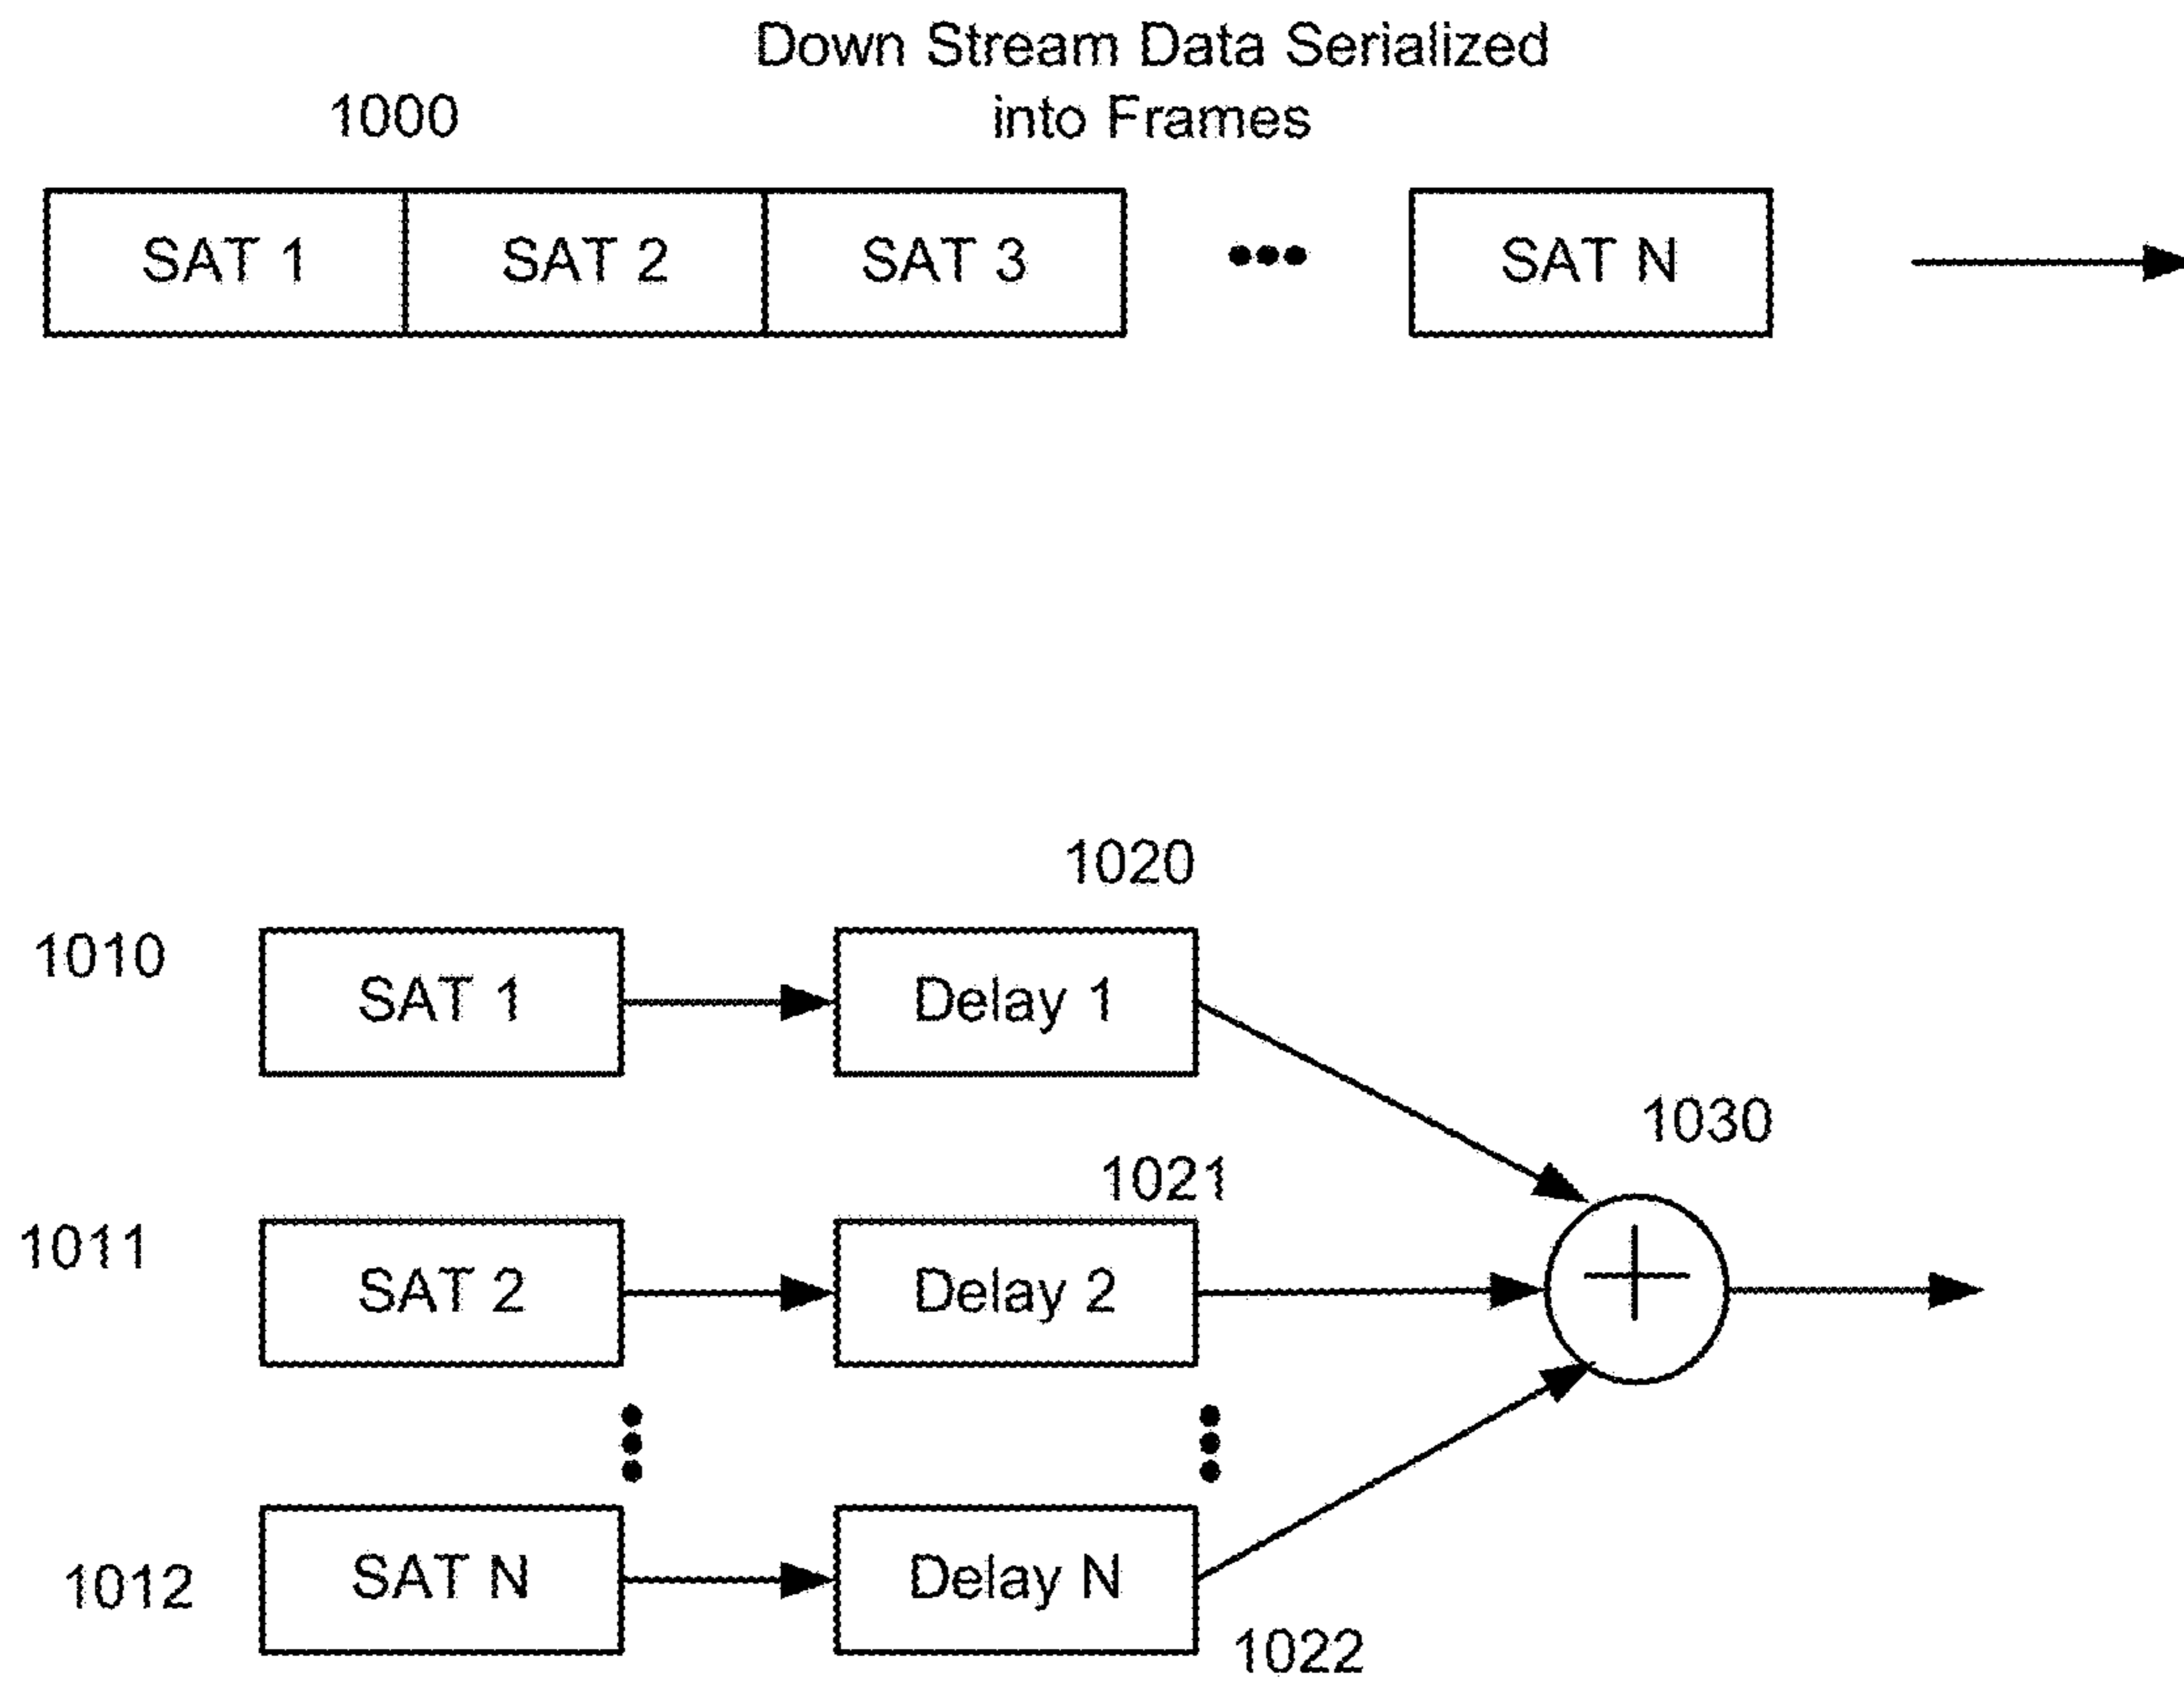 Down Stream Data Serialized
into Frames
1000
SAT 1 SAT 2 SAT 3 ••• SAT N
1020
1010
SAT 1 Delay 1
1030
1021
1011
SAT 2 Delay 2
1012
SAT N Delay N
1022